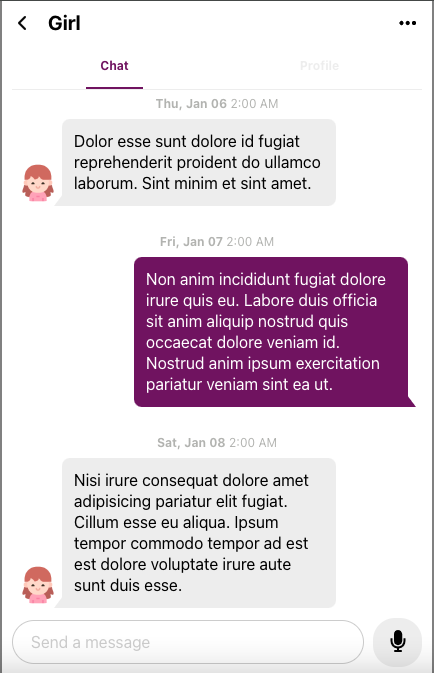 Girl
Chat
Profile
Thu, Jan 06 2:00 AM
Dolor esse sunt dolore id fugiat
reprehenderit proident do ullamco
laborum. Sint minim et sint amet.
Fri, Jan 07 2:00 AM
Non anim incididunt fugiat dolore
irure quis eu. Labore duis officia
sit anim aliquip nostrud quis
occaecat dolore veniam id.
Nostrud anim ipsum exercitation
pariatur veniam sint ea ut.
Sat, Jan 08 2:00 AM
Nisi irure consequat dolore amet
adipisicing pariatur elit fugiat.
Cillum esse eu aliqua. Ipsum
tempor commodo tempor ad est
est dolore voluptate irure aute
sunt duis esse.
Send a message